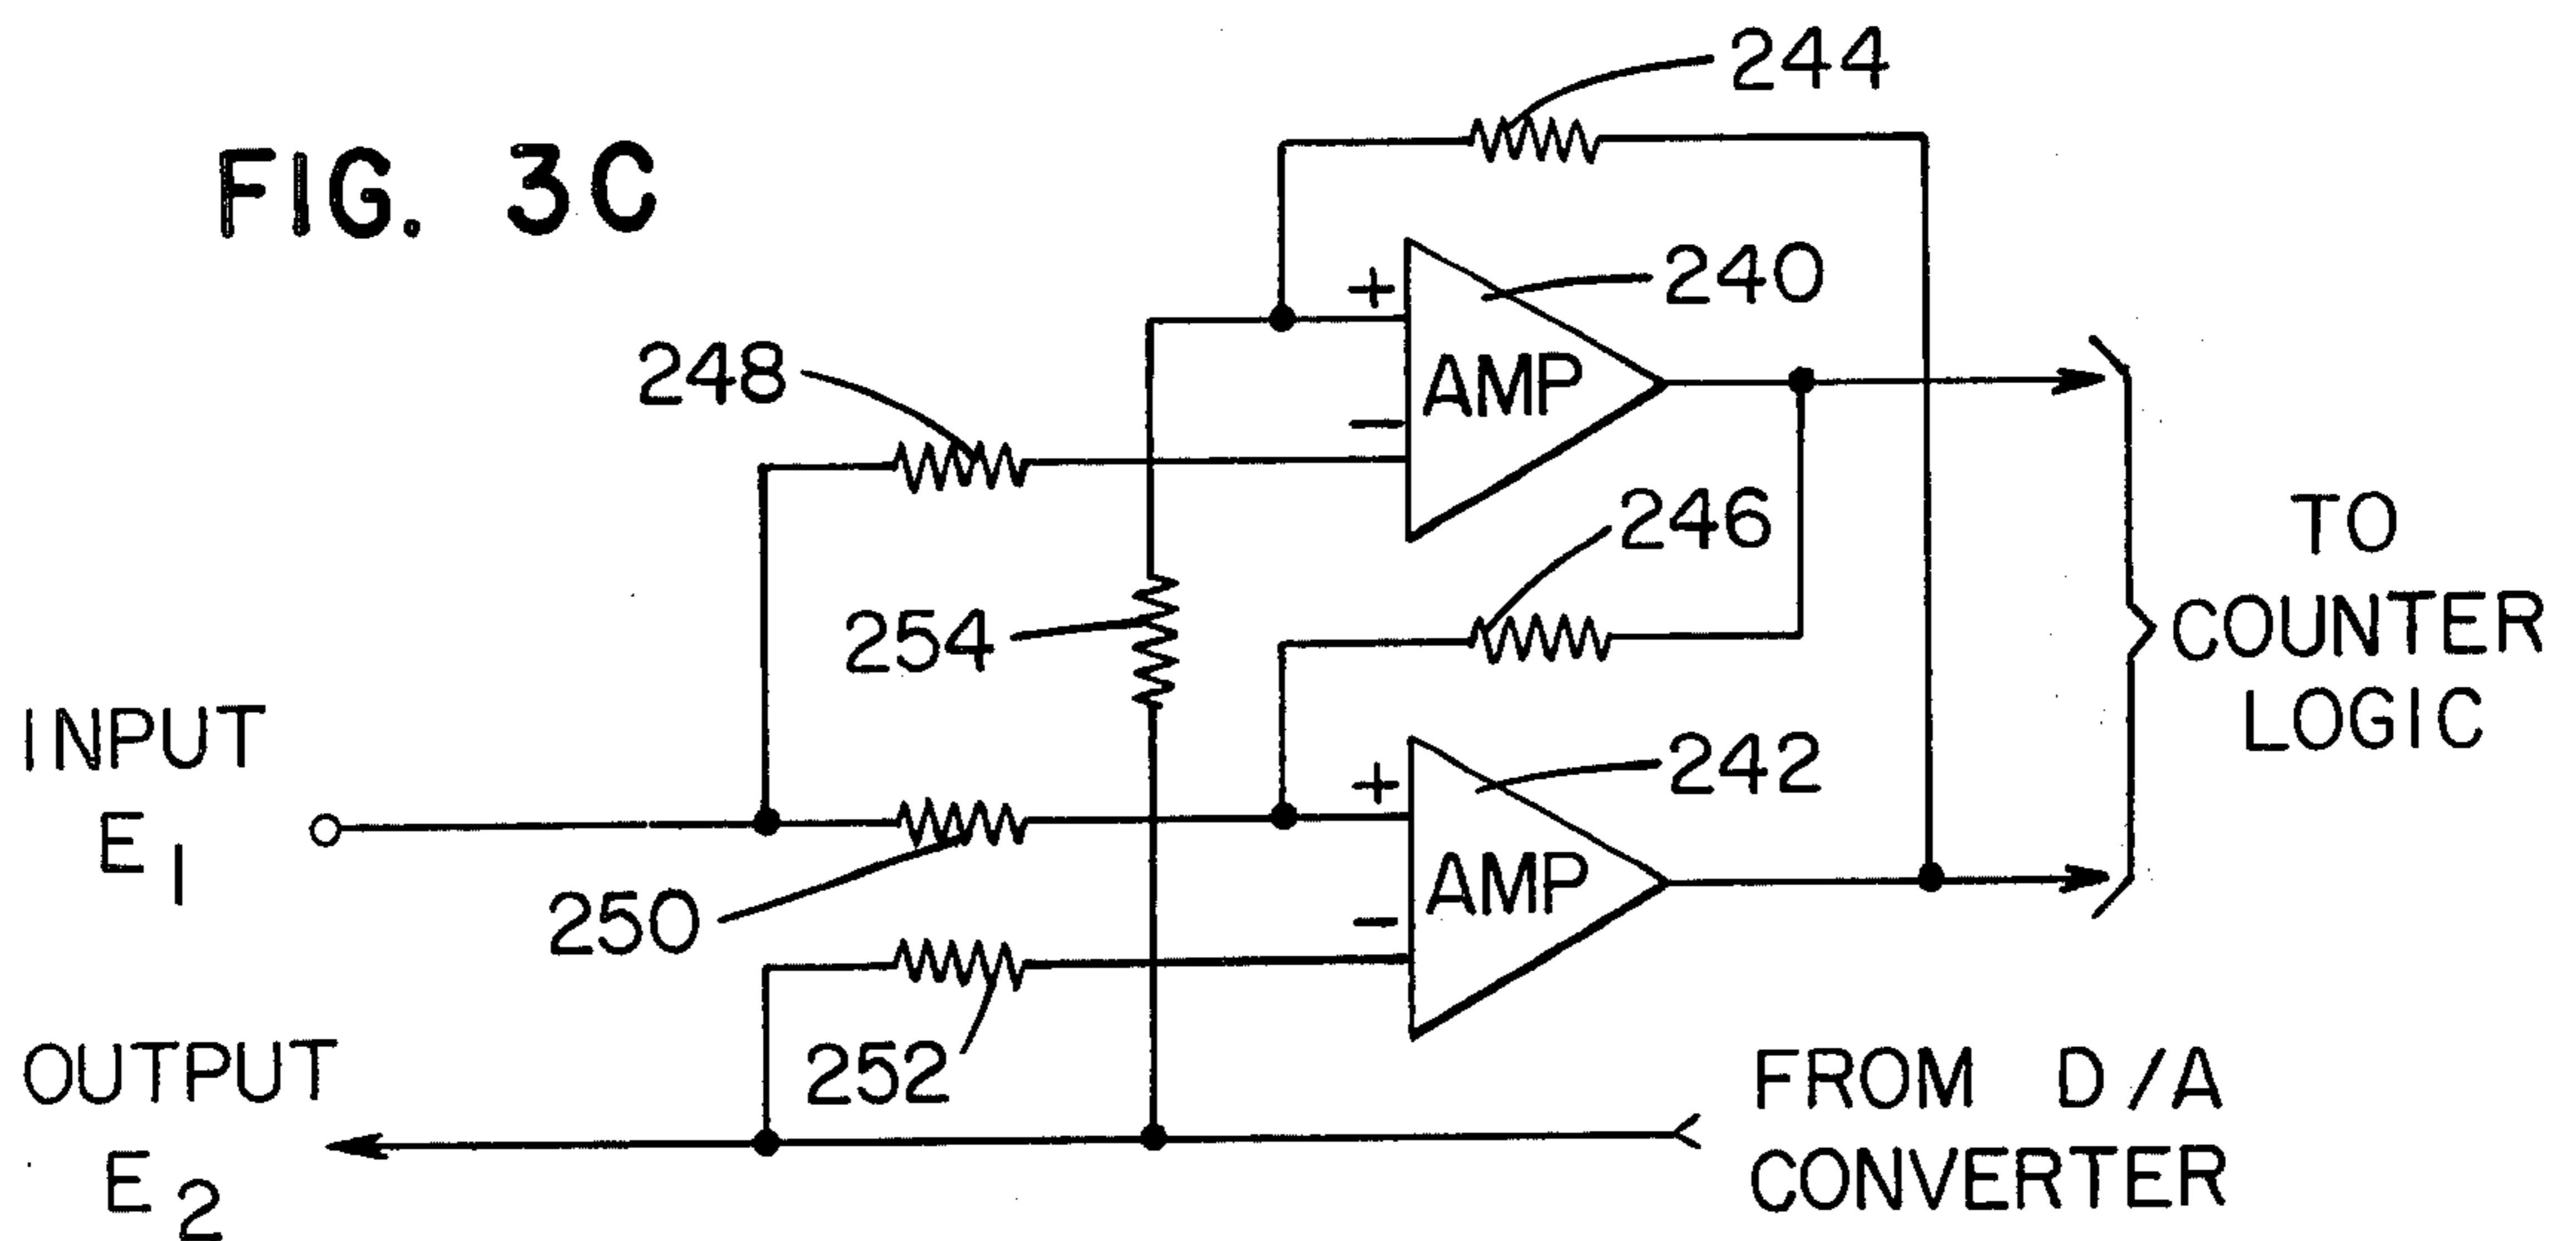 FIG. 3C
244
240
+
AMP
−
248
246
254
TO
COUNTER
LOGIC
INPUT
E1
242
+
AMP
−
250
252
OUTPUT
E2
FROM D/A
CONVERTER